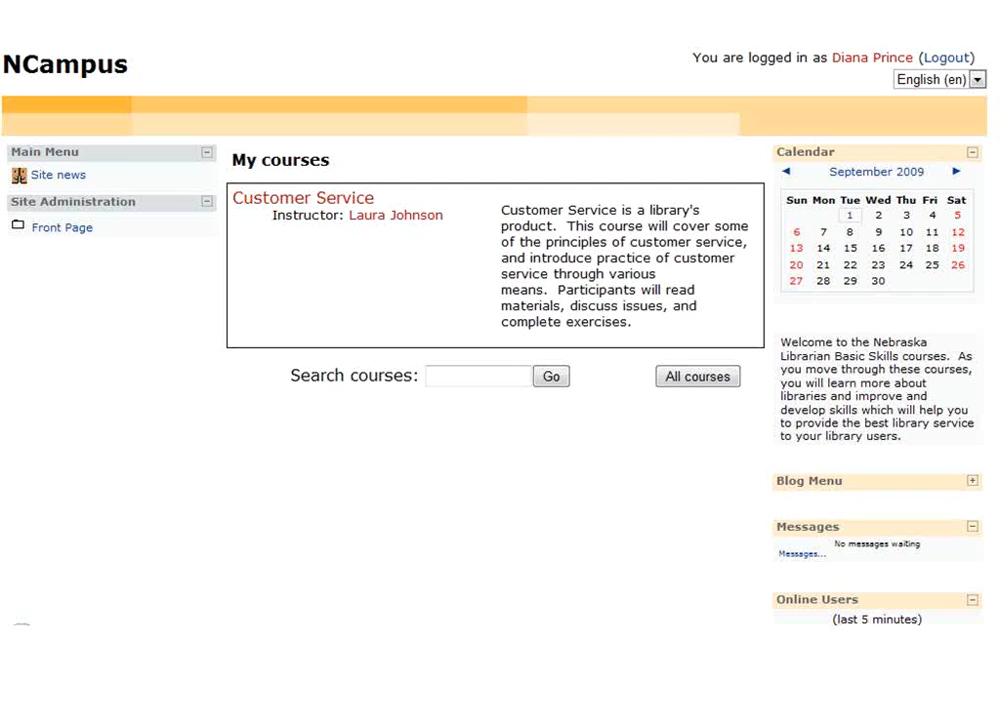 NCampus
You are logged in as Diana Prince (Logout)
English (en)
Main Menu
Site news
Site Administration
Front Page
My courses
Customer Service
Instructor: Laura Johnson
Customer Service is a library's
product.  This course will cover some
of the principles of customer service,
and introduce practice of customer
service through various
means.  Participants will read
materials, discuss issues, and
complete exercises.
Search courses:
Go
All courses
Calendar
September 2009
Sun Mon Tue Wed Thu Fri Sat
1 2 3 4 5
6 7 8 9 10 11 12
13 14 15 16 17 18 19
20 21 22 23 24 25 26
27 28 29 30
Welcome to the Nebraska
Librarian Basic Skills courses.  As
you move through these courses,
you will learn more about
libraries and improve and
develop skills which will help you
to provide the best library service
to your library users.
Blog Menu
Messages
No messages waiting
Messages...
Online Users
(last 5 minutes)